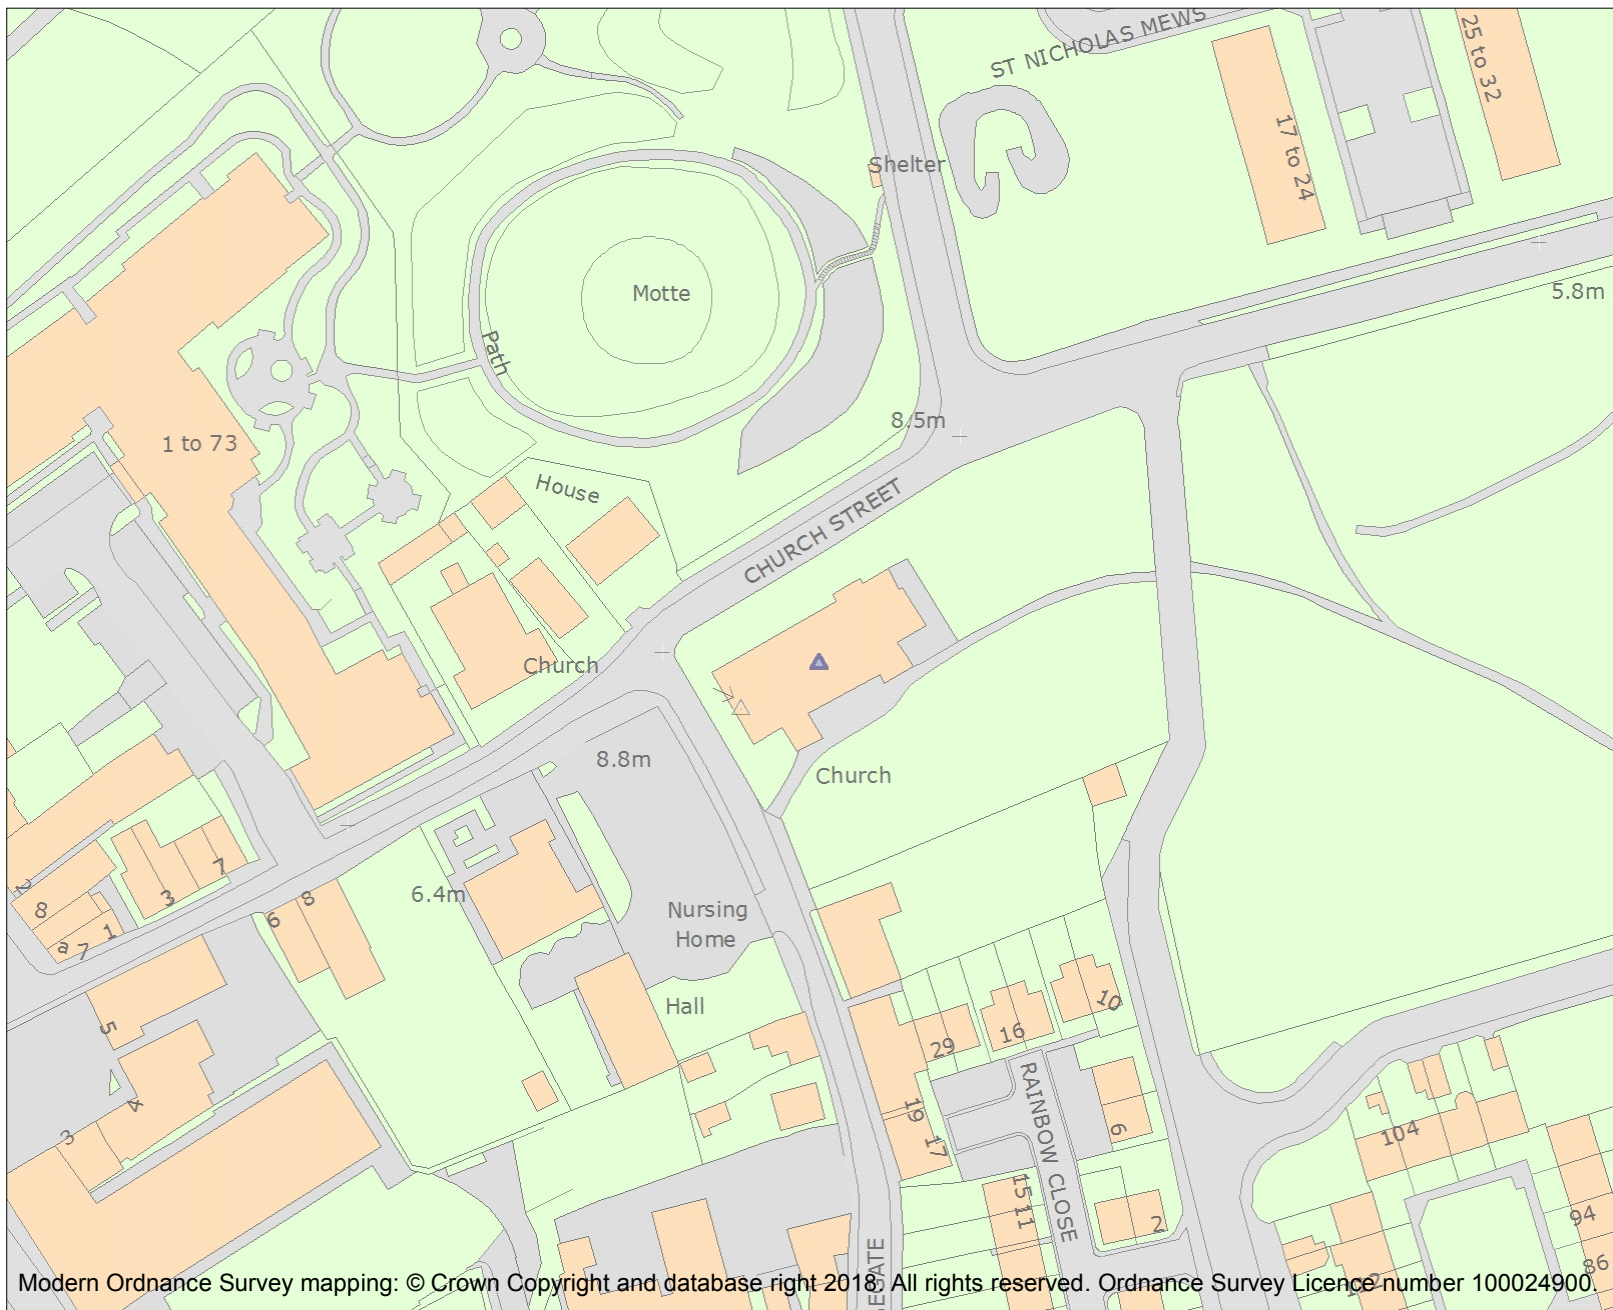 ST NICHOLAS MEWS
25 to 32
17 to 24
Shelter
Motte
5.8m
Path
8.5m
1 to 73
House
CHURCH STREET
Church
8.8m
Church
7
3
2
8
1
a 7
6
8
6.4m
Nursing
Home
Hall
5
4
3
10
16
29
RAINBOW CLOSE
19
17
6
104
15
11
2
94
86
EGATE
Modern Ordnance Survey mapping: © Crown Copyright and database right 2018. All rights reserved. Ordnance Survey Licence number 100024900.